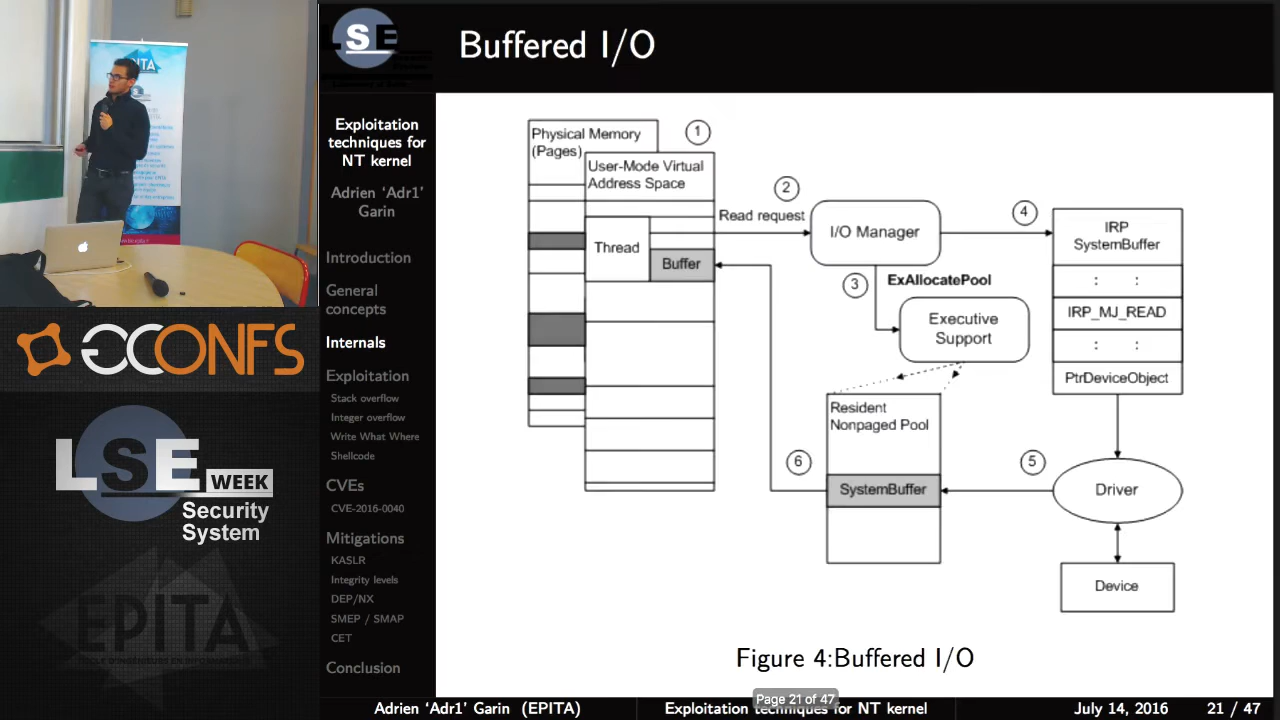 LSE
Buffered I/O
Exploitation
techniques for
NT kernel
Adrien ‘Adr1’
Garin
Introduction
General
concepts
Internals
Exploitation
Stack overflow
Integer overflow
Write What Where
Shellcode
CVEs
CVE-2016-0040
Mitigations
KASLR
Integrity levels
DEP/NX
SMEP / SMAP
CET
Conclusion
GCONFS
LSE
WEEK
Security
System
EPITA
Physical Memory
(Pages)
1
User-Mode Virtual
Address Space
Thread
Buffer
2
Read request
I/O Manager
3
ExAllocatePool
Executive
Support
4
IRP
SystemBuffer
: :
IRP_MJ_READ
: :
PtrDeviceObject
Resident
Nonpaged Pool
6
SystemBuffer
5
Driver
Device
Figure 4:Buffered I/O
Page 21 of 47
Adrien ‘Adr1’ Garin (EPITA)
Exploitation techniques for NT kernel
July 14, 2016
21 / 47